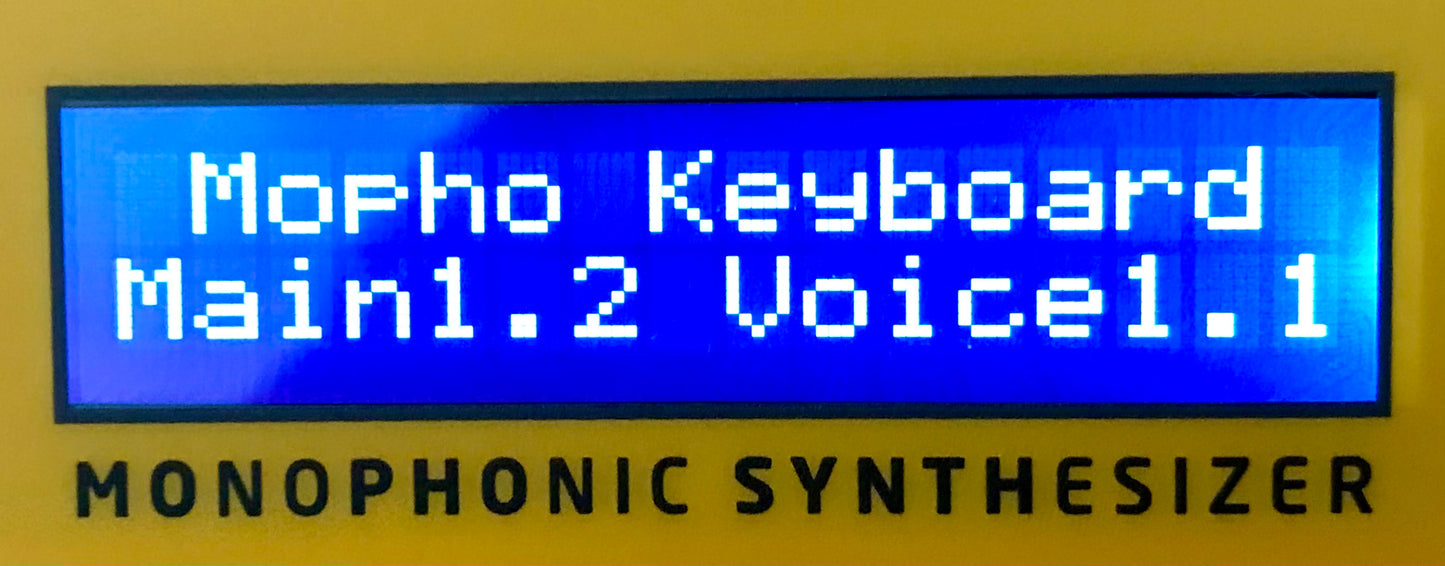 Mopho Keyboard
Main1.2 Voice1.1
MONOPHONIC SYNTHESIZER